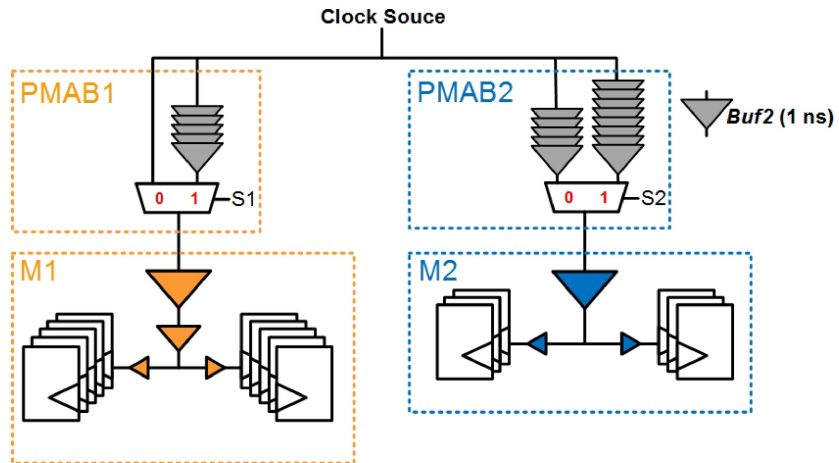 Clock Souce
PMAB1
PMAB2
Buf2 (1 ns)
0 1 S1
0 1 S2
M1
M2